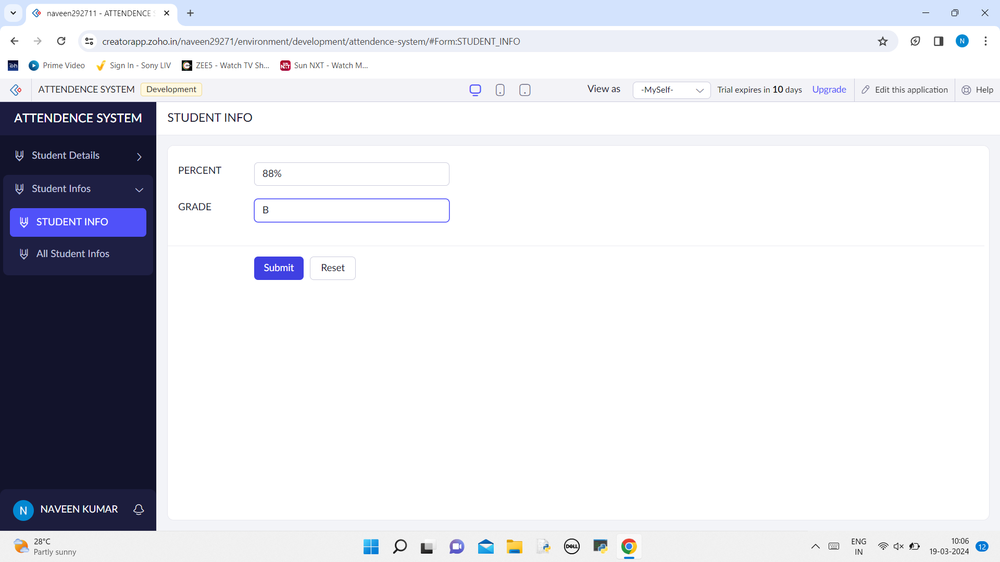 naveen292711 - ATTENDENCE S
creatorapp.zoho.in/naveen29271/environment/development/attendence-system/#Form:STUDENT_INFO
N
Prime Video
Sign In - Sony LIV
ZEE5 - Watch TV Sh...
Sun NXT - Watch M...
ATTENDENCE SYSTEM
Development
View as
-MySelf-
Trial expires in 10 days
Upgrade
Edit this application
Help
ATTENDENCE SYSTEM
STUDENT INFO
Student Details
Student Infos
STUDENT INFO
All Student Infos
PERCENT
88%
GRADE
B
Submit
Reset
N
NAVEEN KUMAR
28°C
Partly sunny
DELL
ENG
IN
10:06
19-03-2024
12